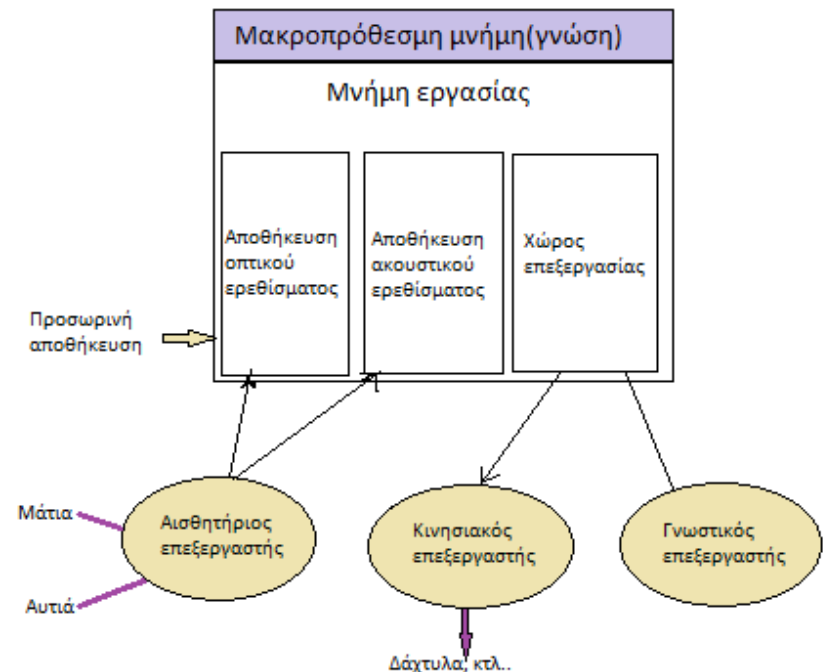 Μακροπρόθεσμη μνήμη(γνώση)
Μνήμη εργασίας
Αποθήκευση
οπτικού
ερεθίσματος
Αποθήκευση
ακουστικού
ερεθίσματος
Χώρος
επεξεργασίας
Προσωρινή
αποθήκευση
Μάτια
Αυτιά
Αισθητήριος
επεξεργαστής
Κινησιακός
επεξεργαστής
Γνωστικός
επεξεργαστής
Δάχτυλα, κτλ..